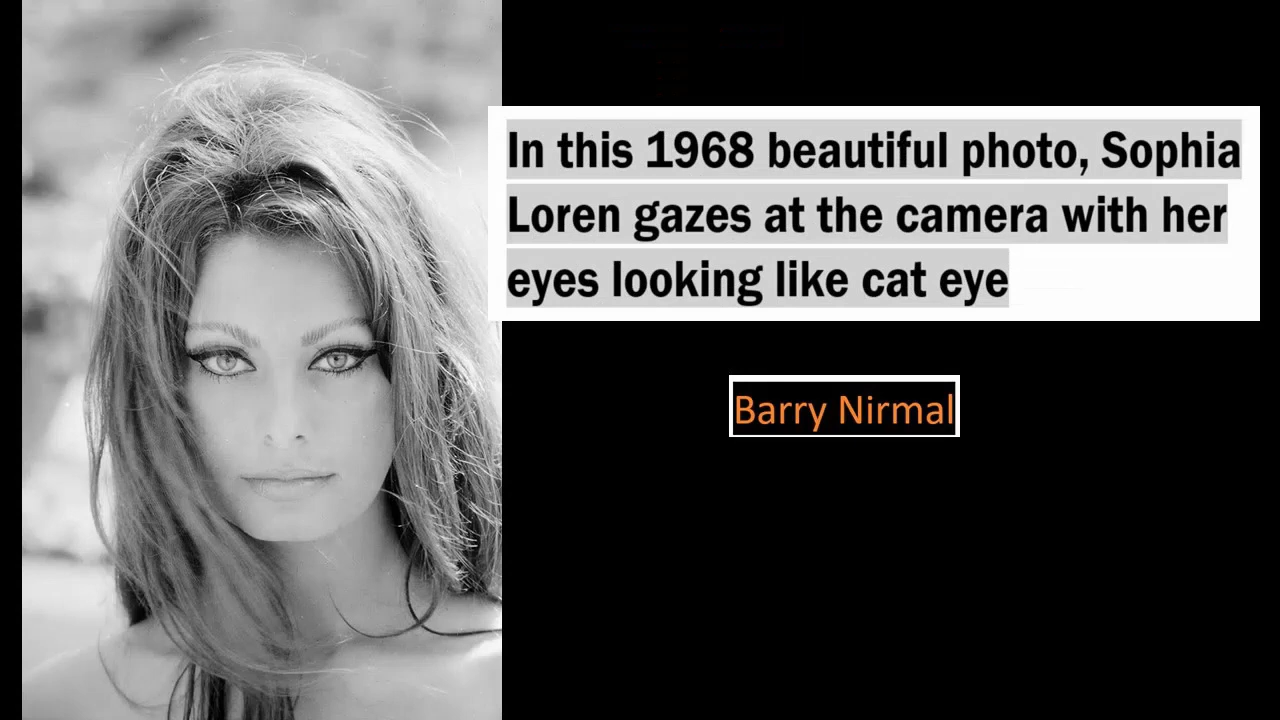 In this 1968 beautiful photo, Sophia
Loren gazes at the camera with her
eyes looking like cat eye
Barry Nirmal